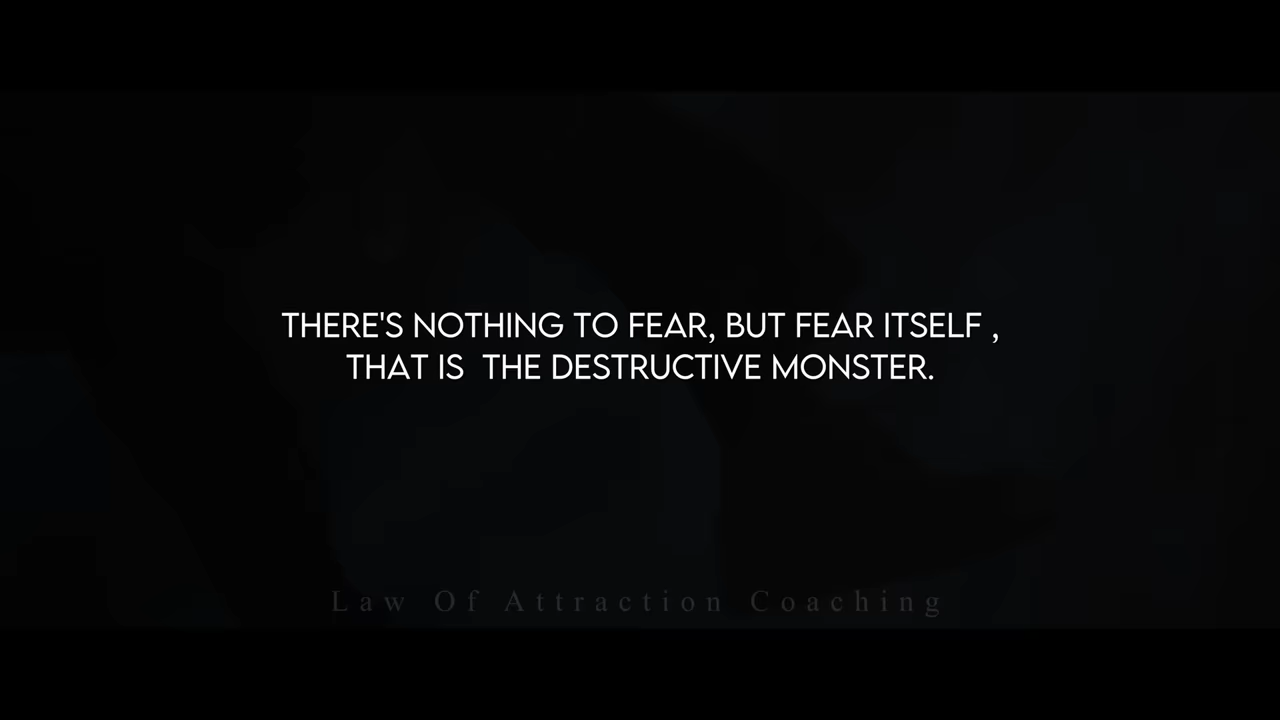 THERE'S NOTHING TO FEAR, BUT FEAR ITSELF ,
THAT IS  THE DESTRUCTIVE MONSTER.
Law Of Attraction Coaching